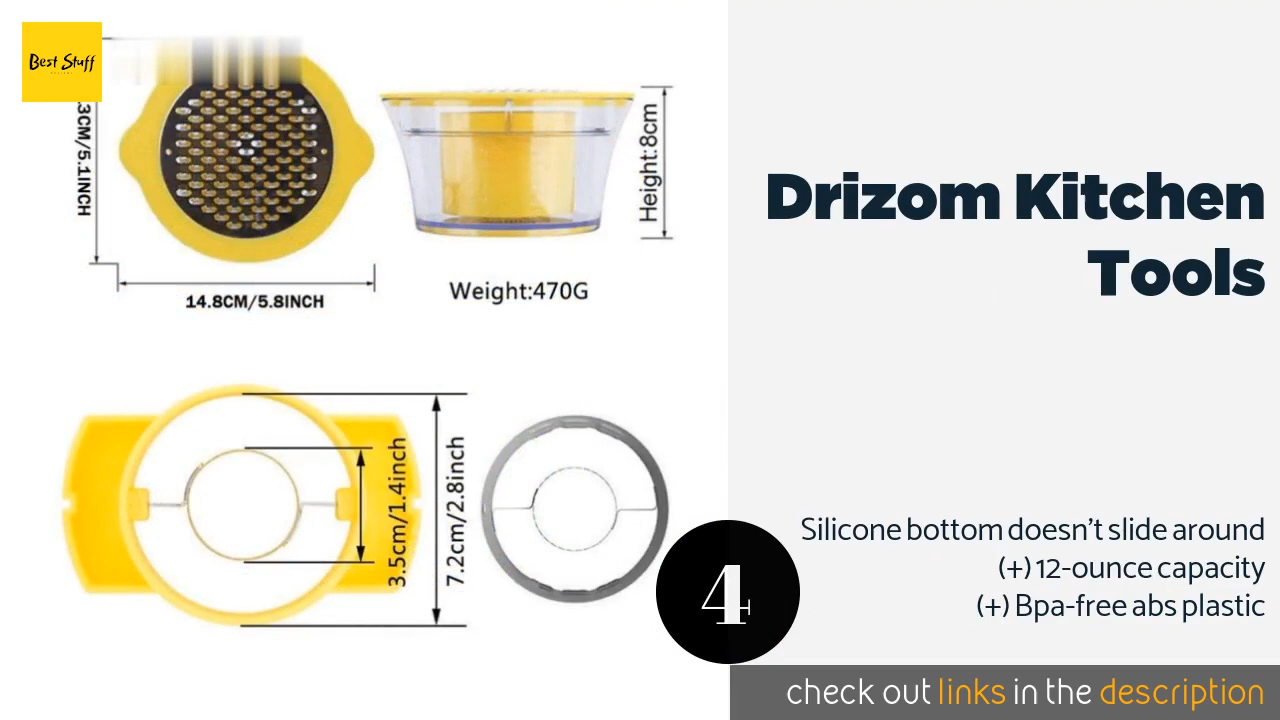 Best Stuff
.3CM/5.1INCH
14.8CM/5.8INCH
Height:8cm
Weight:470G
3.5cm/1.4inch
7.2cm/2.8inch
Drizom Kitchen
Tools
4
Silicone bottom doesn't slide around
(+) 12-ounce capacity
(+) Bpa-free abs plastic
check out links in the description